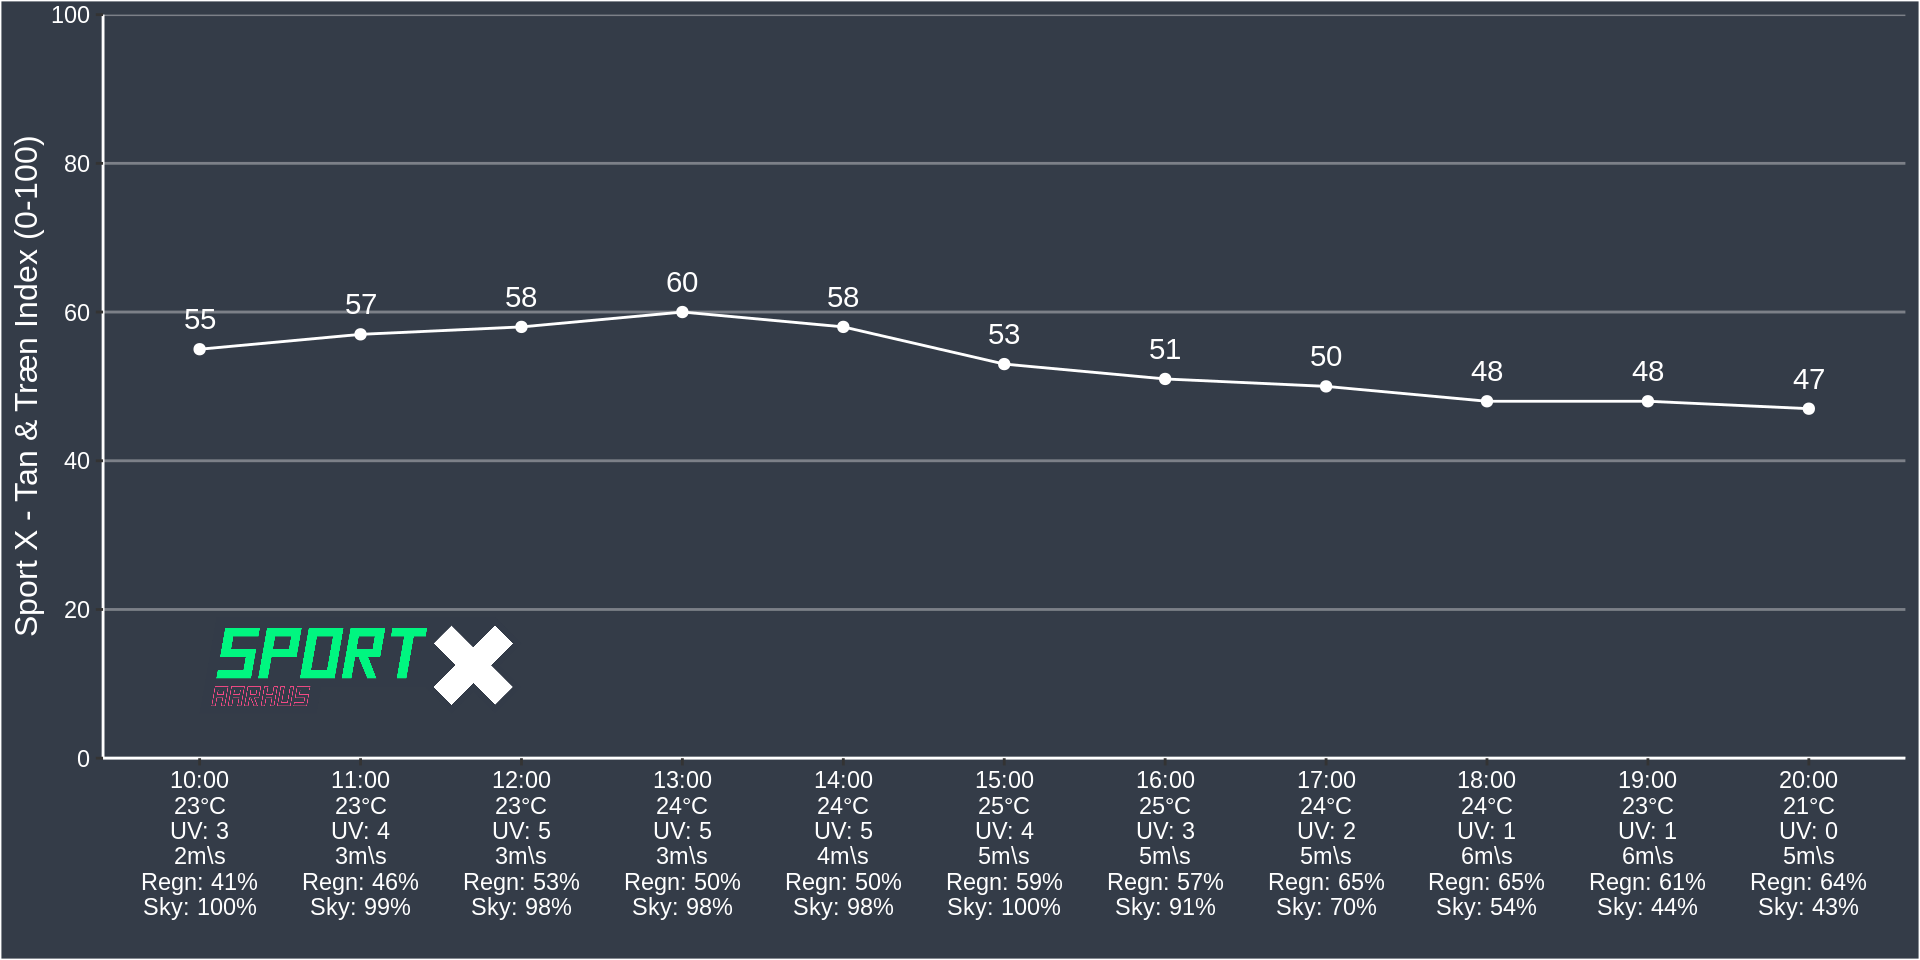 Sport X - Tan & Træn Index (0-100)
100
80
60
40
20
0
55 57 58 60 58 53 51 50 48 48 47
SPORT X
AARHUS
10:00 11:00 12:00 13:00 14:00 15:00 16:00 17:00 18:00 19:00 20:00
23°C 23°C 23°C 24°C 24°C 25°C 25°C 24°C 24°C 23°C 21°C
UV: 3 UV: 4 UV: 5 UV: 5 UV: 5 UV: 4 UV: 3 UV: 2 UV: 1 UV: 1 UV: 0
2m\s 3m\s 3m\s 3m\s 4m\s 5m\s 5m\s 5m\s 6m\s 6m\s 5m\s
Regn: 41% Regn: 46% Regn: 53% Regn: 50% Regn: 50% Regn: 59% Regn: 57% Regn: 65% Regn: 65% Regn: 61% Regn: 64%
Sky: 100% Sky: 99% Sky: 98% Sky: 98% Sky: 98% Sky: 100% Sky: 91% Sky: 70% Sky: 54% Sky: 44% Sky: 43%